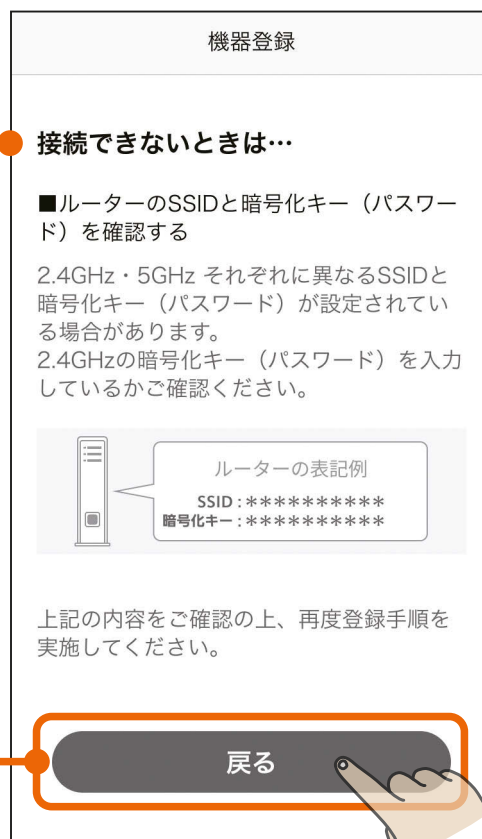 機器登録
接続できないときは…
■ルーターのSSIDと暗号化キー（パスワー
ド）を確認する
2.4GHz・5GHz それぞれに異なるSSIDと
暗号化キー（パスワード）が設定されてい
る場合があります。
2.4GHzの暗号化キー（パスワード）を入力
しているかご確認ください。
ルーターの表記例
SSID：**********
暗号化キー：**********
上記の内容をご確認の上、再度登録手順を
実施してください。
戻る